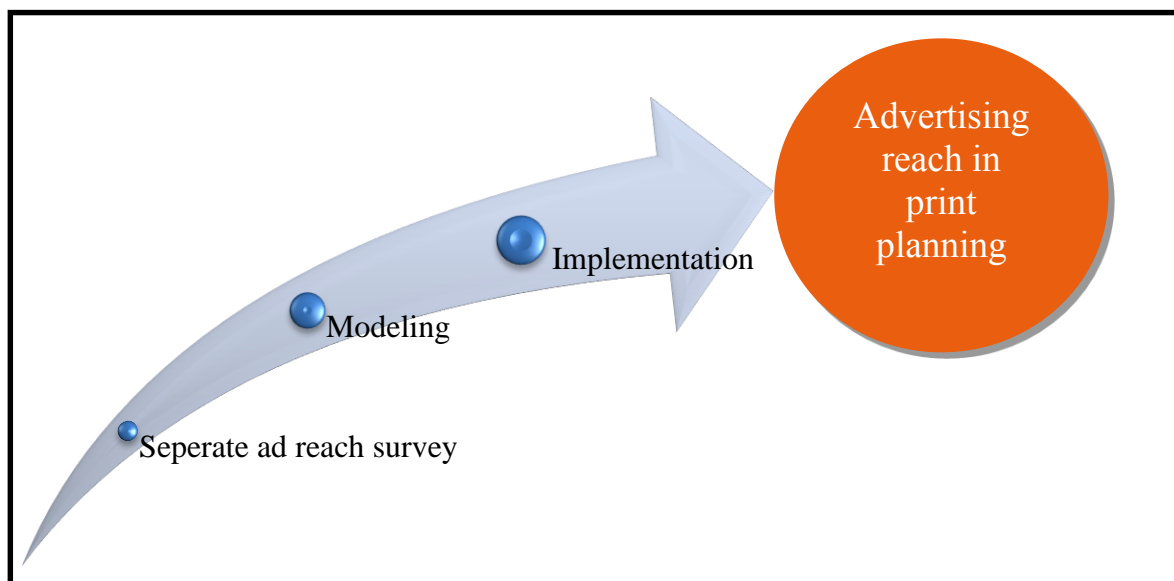 Advertising
reach in
print
planning
Implementation
Modeling
Seperate ad reach survey